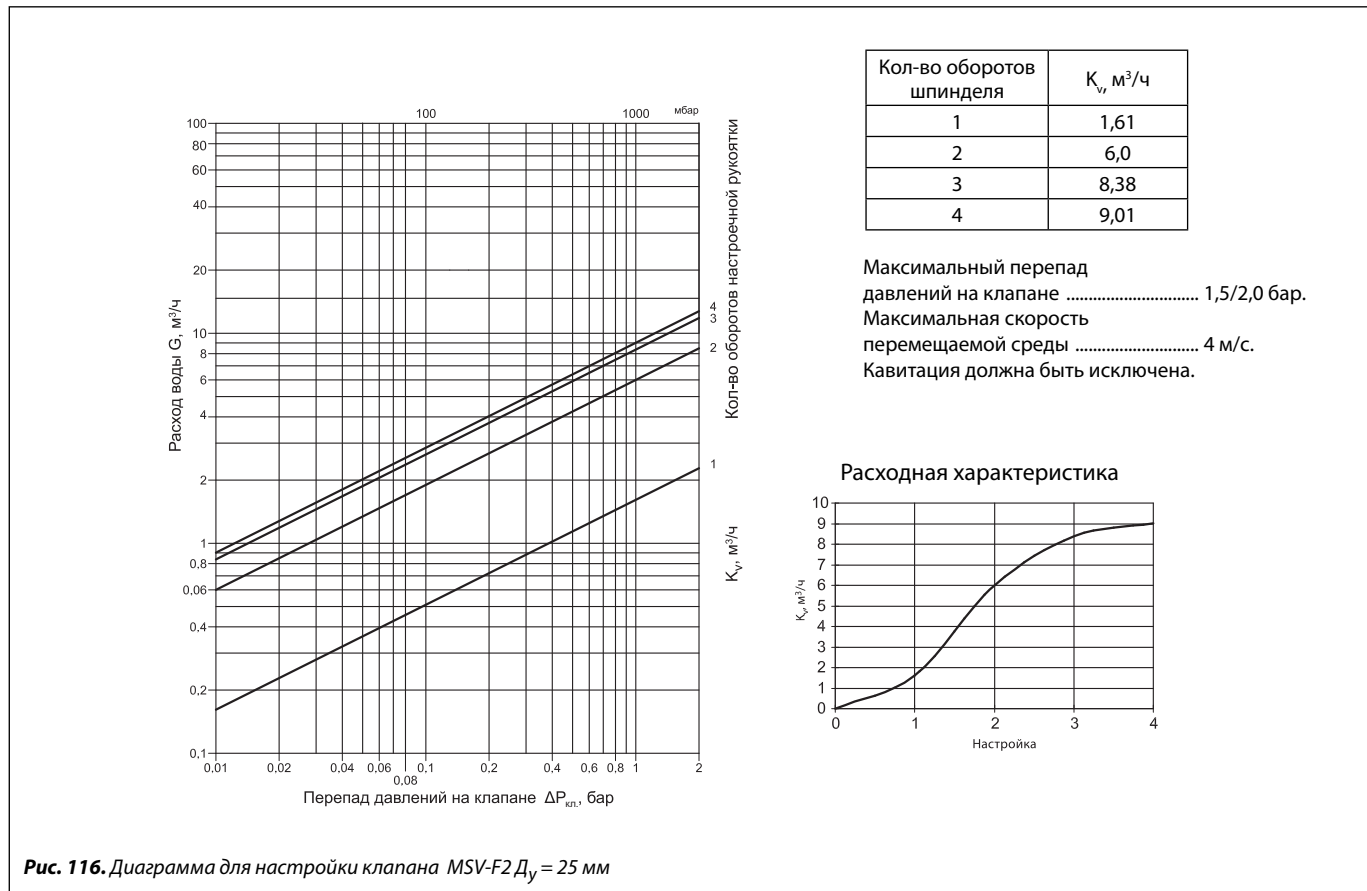 100 1000 мбар
Расход воды G, м³/ч
100
80
60
40
20
10
8
6
4
2
1
0,8
0,06
0,4
0,2
0,1
0,01 0,02 0,04 0,06 0,1 0,2 0,4 0,6 0,8 1 2
0,08
Перепад давлений на клапане ΔPкл., бар
4
3
2
1
Кол-во оборотов настроечной рукоятки
Kv, м³/ч
Кол-во оборотов шпинделя Kv, м³/ч
1 1,61
2 6,0
3 8,38
4 9,01
Максимальный перепад
давлений на клапане .............................. 1,5/2,0 бар.
Максимальная скорость
перемещаемой среды ............................ 4 м/с.
Кавитация должна быть исключена.
Расходная характеристика
Kv, м³/ч
10
9
8
7
6
5
4
3
2
1
0
0 1 2 3 4
Настройка
Рис. 116. Диаграмма для настройки клапана MSV-F2 Ду = 25 мм